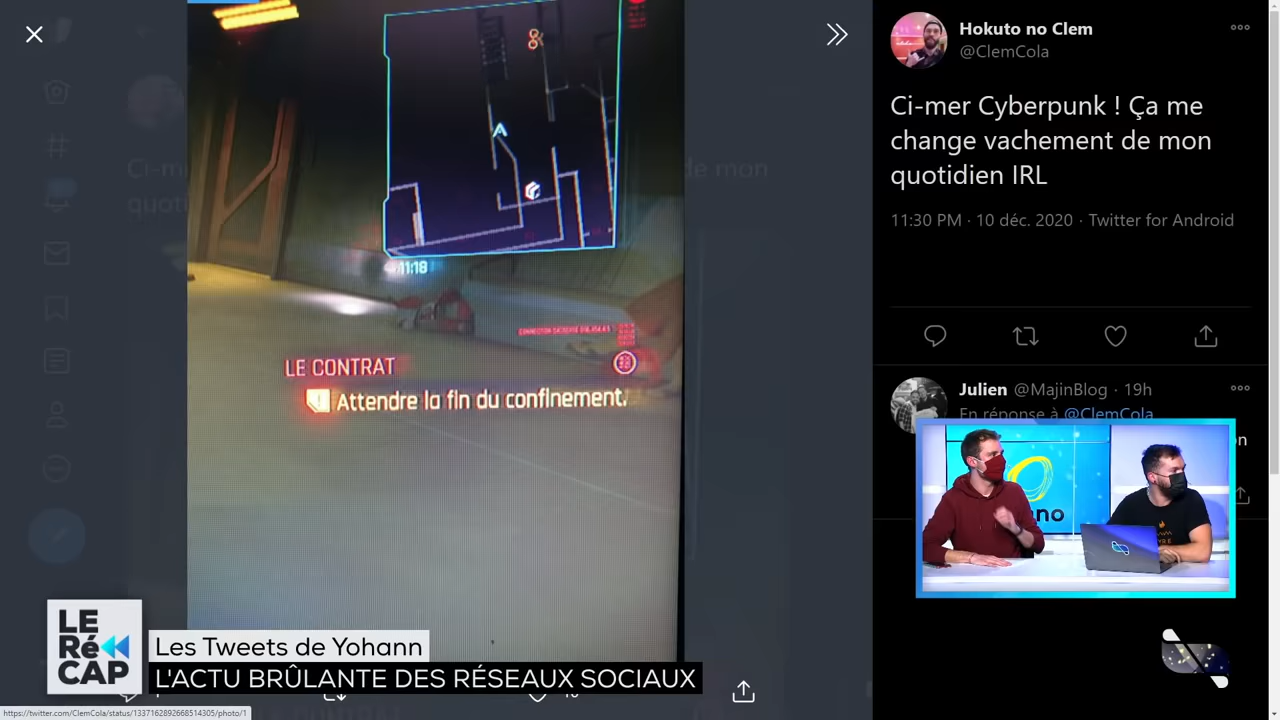 Hokuto no Clem
@ClemCola
Ci-mer Cyberpunk ! Ça me
change vachement de mon
quotidien IRL
11:30 PM · 10 déc. 2020 · Twitter for Android
11:18
LE CONTRAT
Attendre la fin du confinement.
Julien @MajinBlog · 19h
En réponse à @ClemCola
on
no
LE
Ré
CAP
Les Tweets de Yohann
L'ACTU BRÛLANTE DES RÉSEAUX SOCIAUX
https://twitter.com/ClemCola/status/1337162892668514305/photo/1